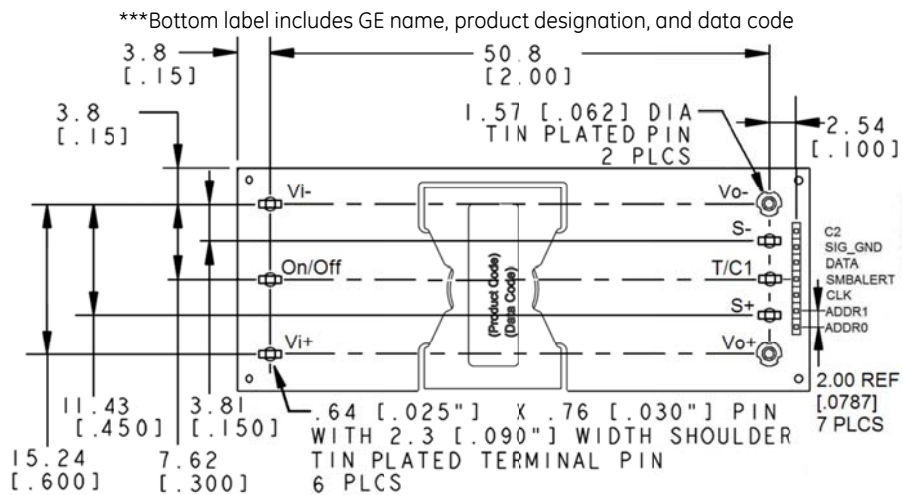 ***Bottom label includes GE name, product designation, and data code
3.8
[.15]
50.8
[2.00]
3.8
[.15]
1.57 [.062] DIA
TIN PLATED PIN
2 PLCS
2.54
[.100]
Vi-
Vo-
S-
C2
SIG_GND
DATA
On/Off
T/C1
SMBALERT
CLK
S+
ADDR1
ADDR0
(Product Code)
(Data Code)
Vi+
Vo+
2.00 REF
[.0787]
7 PLCS
11.43
[.450]
3.81
[.150]
.64 [.025"] X .76 [.030"] PIN
WITH 2.3 [.090"] WIDTH SHOULDER
TIN PLATED TERMINAL PIN
6 PLCS
15.24
[.600]
7.62
[.300]